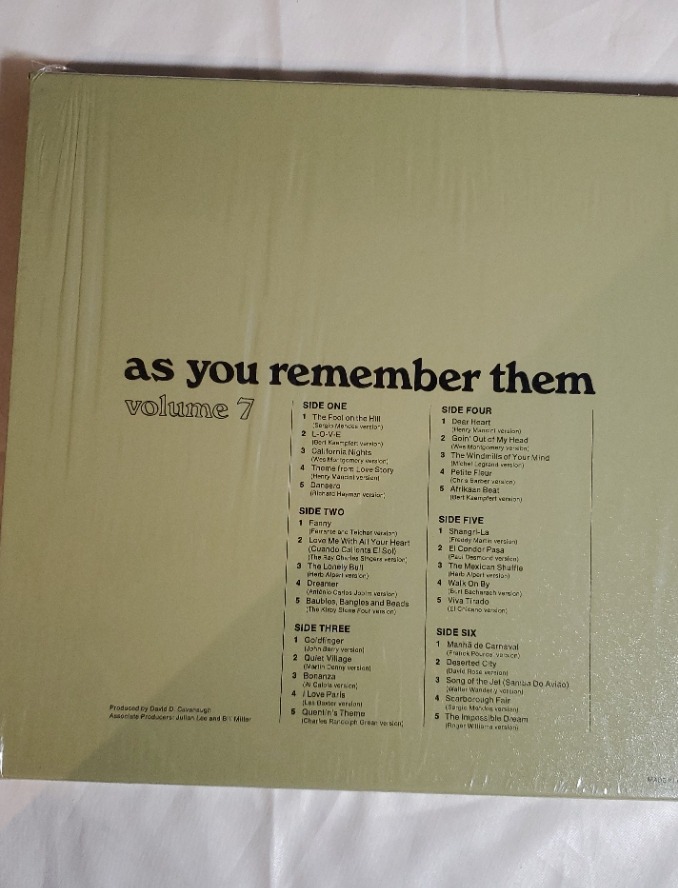 as you remember them
volume 7
SIDE ONE
1 The Fool on the Hill
(Sergio Mendes version)
2 L-O-V-E
(Bert Kaempfert version)
3 California Nights
(Wes Montgomery version)
4 Theme from Love Story
(Henry Mancini version)
5 Dansero
(Richard Hayman version)
SIDE TWO
1 Fanny
(Ferrante and Teicher version)
2 Love Me With All Your Heart
(Cuando Calienta El Sol)
(The Ray Charles Singers version)
3 The Lonely Bull
(Herb Alpert version)
4 Dreamer
(Antônio Carlos Jobim version)
5 Baubles, Bangles and Beads
(The Kirby Stone Four version)
SIDE THREE
1 Goldfinger
(John Barry version)
2 Quiet Village
(Martin Denny version)
3 Bonanza
(Al Caiola version)
4 I Love Paris
(Les Baxter version)
5 Quentin's Theme
(Charles Randolph Grean version)
SIDE FOUR
1 Dear Heart
(Henry Mancini version)
2 Goin' Out of My Head
(Wes Montgomery version)
3 The Windmills of Your Mind
(Michel Legrand version)
4 Petite Fleur
(Chris Barber version)
5 Afrikaan Beat
(Bert Kaempfert version)
SIDE FIVE
1 Shangri-La
(Freddy Martin version)
2 El Condor Pasa
(Paul Desmond version)
3 The Mexican Shuffle
(Herb Alpert version)
4 Walk On By
(Burt Bacharach version)
5 Viva Tirado
(El Chicano version)
SIDE SIX
1 Manhã de Carnaval
(Franck Pourcel version)
2 Deserted City
(David Rose version)
3 Song of the Jet (Samba Do Avião)
(Walter Wanderly version)
4 Scarborough Fair
(Sergio Mendes version)
5 The Impossible Dream
(Roger Williams version)
Produced by David D. Cavanaugh
Associate Producers: Julian Lee and Bill Miller